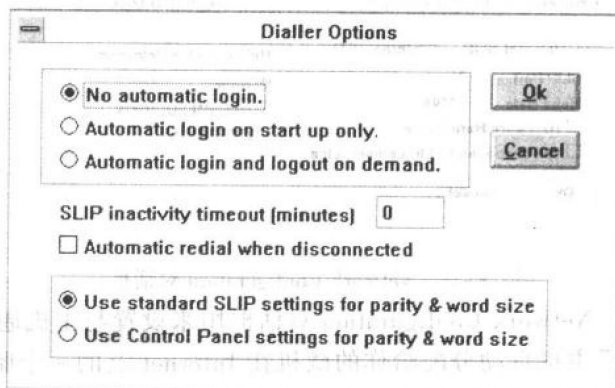 Dialler Options
No automatic login.
Ok
Automatic login on start up only.
Cancel
Automatic login and logout on demand.
SLIP inactivity timeout (minutes) 0
Automatic redial when disconnected
Use standard SLIP settings for parity & word size
Use Control Panel settings for parity & word size